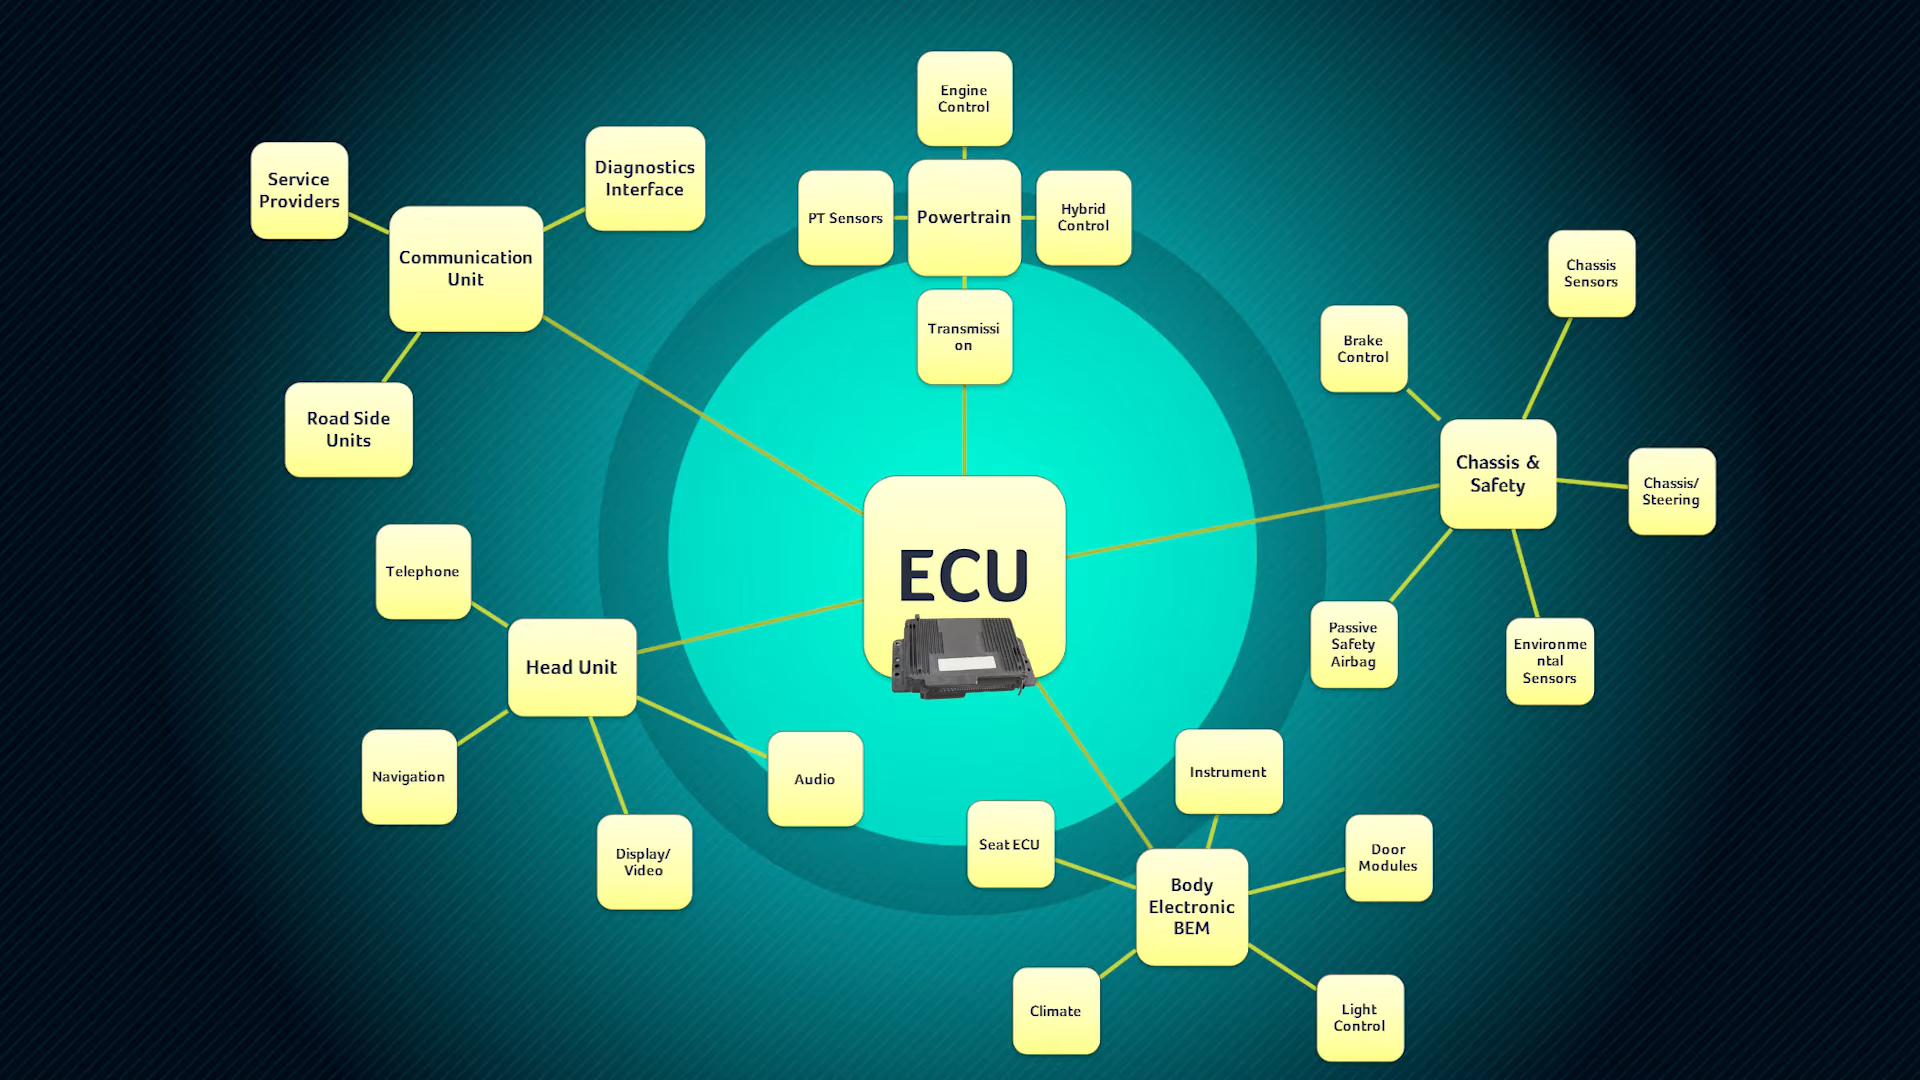 Engine
Control
Service
Providers
Diagnostics
Interface
PT Sensors
Powertrain
Hybrid
Control
Communication
Unit
Transmissi
on
Chassis
Sensors
Brake
Control
Road Side
Units
Chassis &
Safety
Chassis/
Steering
ECU
Telephone
Head Unit
Passive
Safety
Airbag
Environme
ntal
Sensors
Navigation
Audio
Display/
Video
Instrument
Seat ECU
Door
Modules
Body
Electronic
BEM
Climate
Light
Control